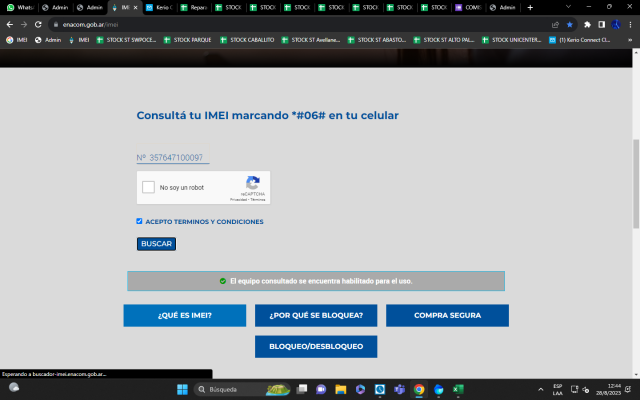 Whats
Admin
Admin
IMEI
Kerio C
Repara
STOCK
STOCK
STOCK
STOCK
STOCK
STOCK
STOCK
COMP
Admin
enacom.gob.ar/imei
IMEI
Admin
IMEI
STOCK ST SWPOCE...
STOCK PARQUE
STOCK CABALLITO
STOCK ST Avellane...
STOCK ST ABASTO...
STOCK ST ALTO PAL...
STOCK UNICENTER...
(1) Kerio Connect Cl...
»
Consultá tu IMEI marcando *#06# en tu celular
Nº 35764710009?
No soy un robot
reCAPTCHA
Privacidad - Términos
ACEPTO TERMINOS Y CONDICIONES
BUSCAR
El equipo consultado se encuentra habilitado para el uso.
¿QUÉ ES IMEI?
¿POR QUÉ SE BLOQUEA?
COMPRA SEGURA
BLOQUEO/DESBLOQUEO
Esperando a buscador-imei.enacom.gob.ar...
Búsqueda
ESP
LAA
12:44
28/8/2023